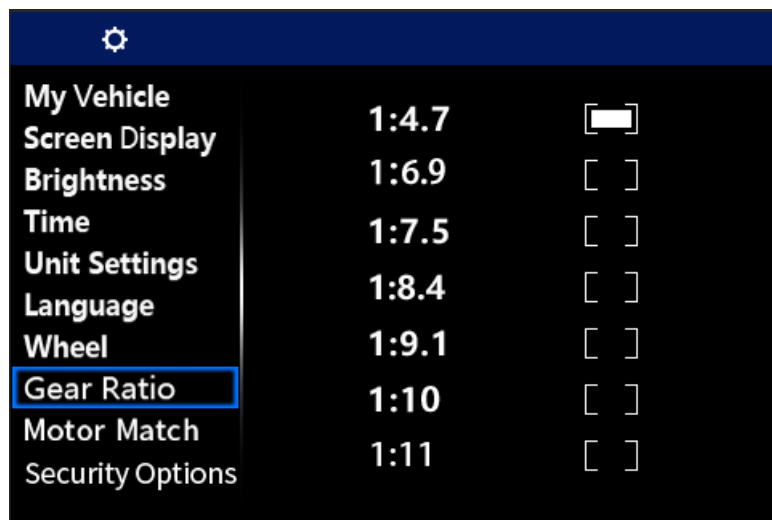 My Vehicle
Screen Display
Brightness
Time
Unit Settings
Language
Wheel
Gear Ratio
Motor Match
Security Options
1:4.7
1:6.9
1:7.5
1:8.4
1:9.1
1:10
1:11